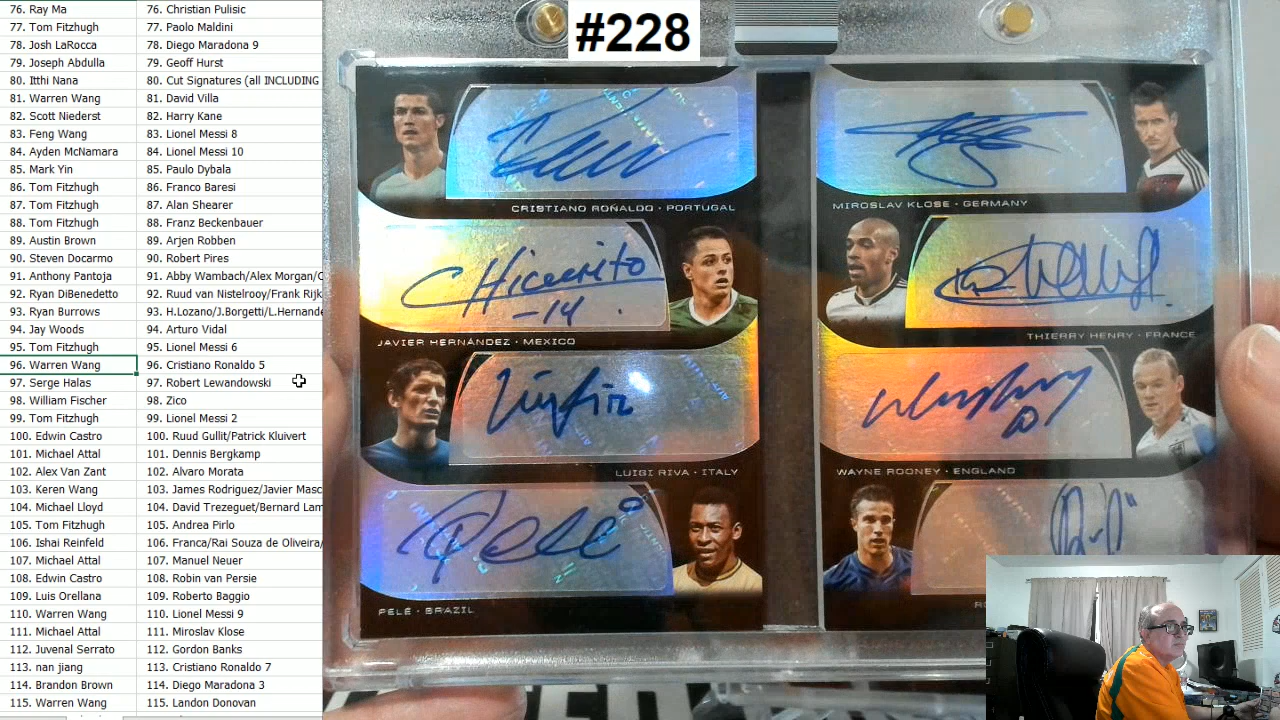 #228
76. Ray Ma 76. Christian Pulisic
77. Tom Fitzhugh 77. Paolo Maldini
78. Josh LaRocca 78. Diego Maradona 9
79. Joseph Abdulla 79. Geoff Hurst
80. Itthi Nana 80. Cut Signatures (all INCLUDING
81. Warren Wang 81. David Villa
82. Scott Niederst 82. Harry Kane
83. Feng Wang 83. Lionel Messi 8
84. Ayden McNamara 84. Lionel Messi 10
85. Mark Yin 85. Paulo Dybala
86. Tom Fitzhugh 86. Franco Baresi
87. Tom Fitzhugh 87. Alan Shearer
88. Tom Fitzhugh 88. Franz Beckenbauer
89. Austin Brown 89. Arjen Robben
90. Steven Docarmo 90. Robert Pires
91. Anthony Pantoja 91. Abby Wambach/Alex Morgan/C
92. Ryan DiBenedetto 92. Ruud van Nistelrooy/Frank Rijk
93. Ryan Burrows 93. H.Lozano/J.Borgetti/L.Hernande
94. Jay Woods 94. Arturo Vidal
95. Tom Fitzhugh 95. Lionel Messi 6
96. Warren Wang 96. Cristiano Ronaldo 5
97. Serge Halas 97. Robert Lewandowski
98. William Fischer 98. Zico
99. Tom Fitzhugh 99. Lionel Messi 2
100. Edwin Castro 100. Ruud Gullit/Patrick Kluivert
101. Michael Attal 101. Dennis Bergkamp
102. Alex Van Zant 102. Alvaro Morata
103. Keren Wang 103. James Rodriguez/Javier Masc
104. Michael Lloyd 104. David Trezeguet/Bernard Lam
105. Tom Fitzhugh 105. Andrea Pirlo
106. Ishai Reinfeld 106. Branca/Rai Souza de Oliveira/
107. Michael Attal 107. Manuel Neuer
108. Edwin Castro 108. Robin van Persie
109. Luis Orellana 109. Roberto Baggio
110. Warren Wang 110. Lionel Messi 9
111. Michael Attal 111. Miroslav Klose
112. Juvenal Serrato 112. Gonzalo Banks
113. nan jiang 113. Cristiano Ronaldo 7
114. Brandon Brown 114. Diego Maradona 3
115. Warren Wang 115. Landon Donovan
CRISTIANO RONALDO · PORTUGAL
MIROSLAV KLOSE · GERMANY
CHicearito
-14
JAVIER HERNÁNDEZ · MEXICO
THIERRY HENRY · FRANCE
LUIGI RIVA · ITALY
WAYNE ROONEY · ENGLAND
Pelé
PELÉ · BRAZIL